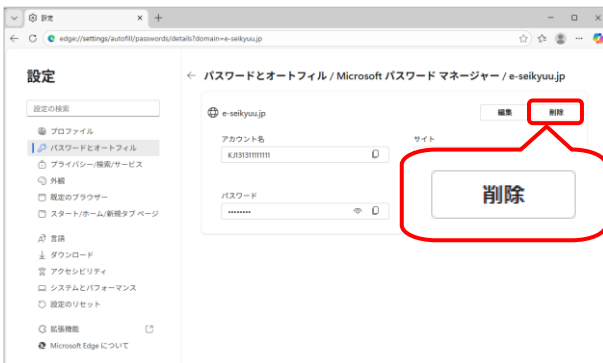 設定
edge://settings/autofill/passwords/details?domain=e-seikyuu.jp
設定
設定の検索
プロファイル
パスワードとオートフィル
プライバシー/検索/サービス
外観
既定のブラウザー
スタート/ホーム/新規タブ ページ
言語
ダウンロード
アクセシビリティ
システムとパフォーマンス
設定のリセット
拡張機能
Microsoft Edge について
パスワードとオートフィル / Microsoft パスワード マネージャー / e-seikyuu.jp
e-seikyuu.jp
編集
削除
アカウント名
サイト
KJ131311111111
パスワード
••••••••
削除